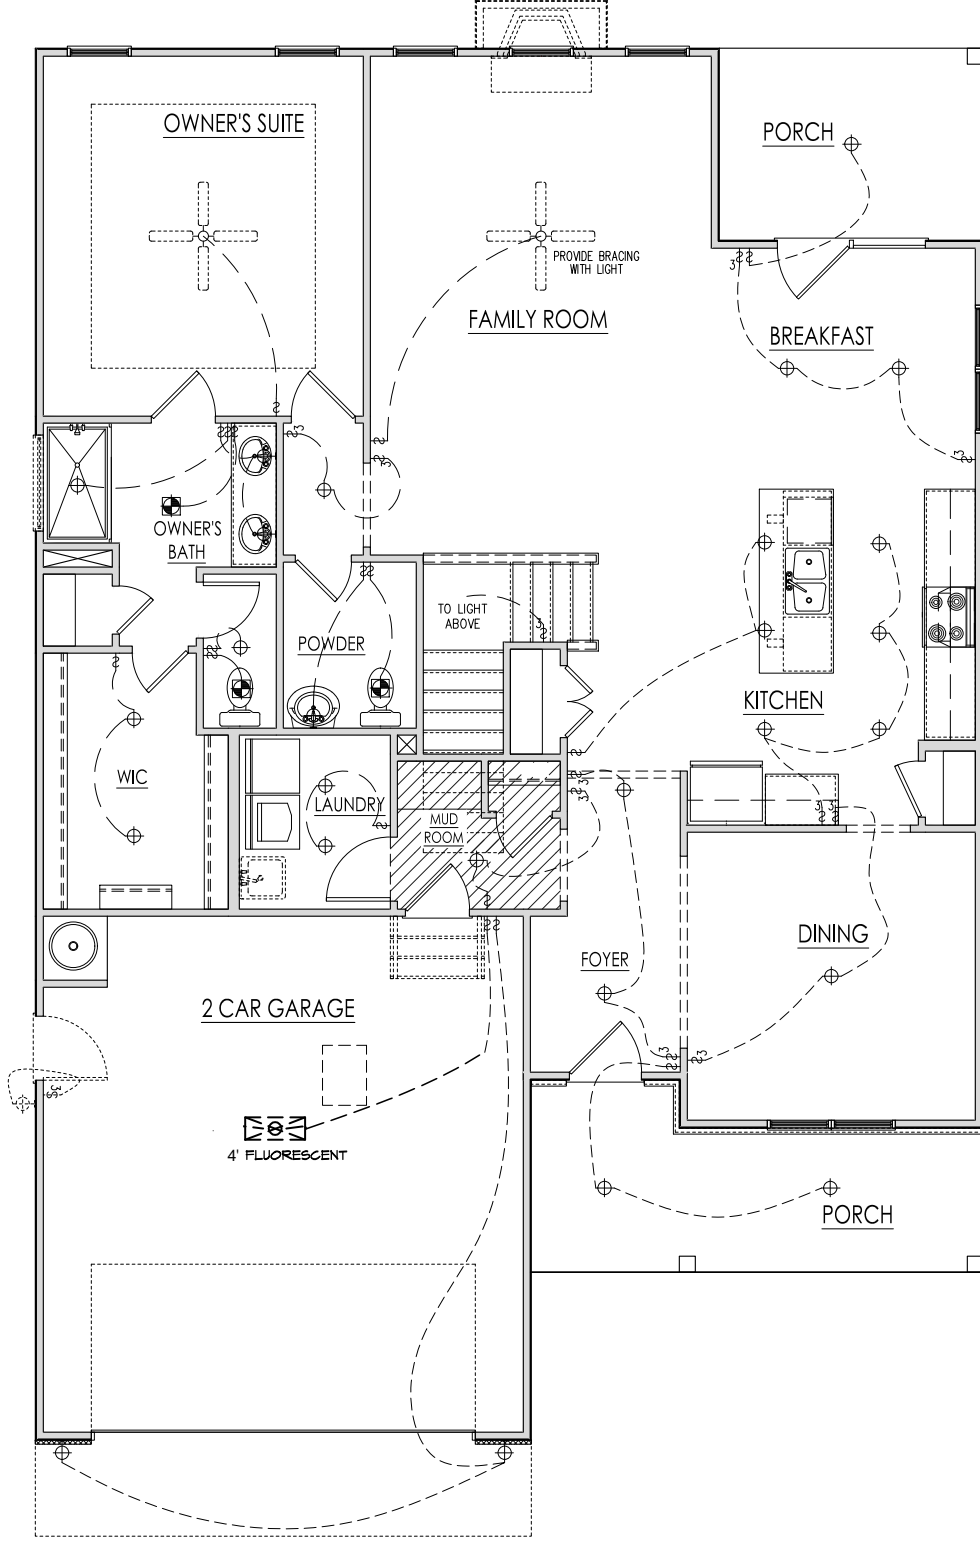 OWNER'S SUITE
PORCH
PROVIDE BRACING
WITH LIGHT
FAMILY ROOM
BREAKFAST
OWNER'S
BATH
TO LIGHT
ABOVE
POWDER
KITCHEN
WIC
LAUNDRY
MUD
ROOM
DINING
FOYER
2 CAR GARAGE
4' FLUORESCENT
PORCH